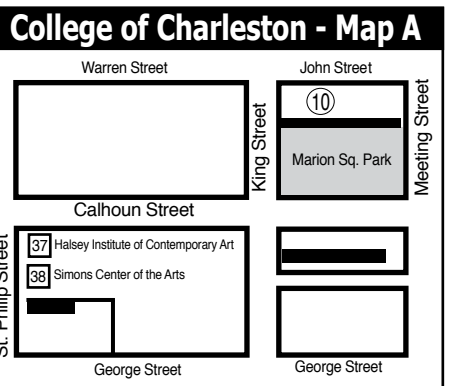 College of Charleston - Map A
Warren Street
John Street
10
King Street
Marion Sq. Park
Meeting Street
Calhoun Street
St. Philip Street
37 Halsey Institute of Contemporary Art
38 Simons Center of the Arts
George Street
George Street